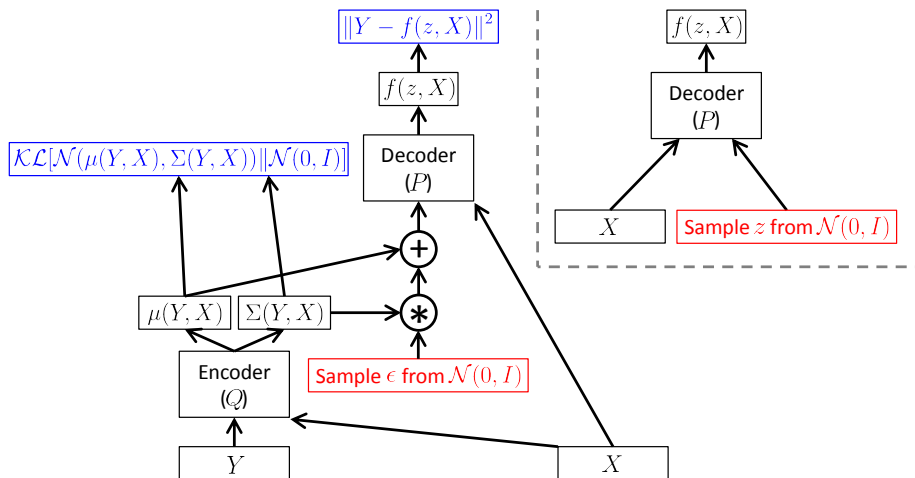 ‖Y − f(z, X)‖²
f(z, X)
Decoder
(P)
𝒦ℒ[𝒩(μ(Y, X), Σ(Y, X))‖𝒩(0, I)]
+
μ(Y, X)
Σ(Y, X)
*
Encoder
(Q)
Sample ϵ from 𝒩(0, I)
Y
X
f(z, X)
Decoder
(P)
X
Sample z from 𝒩(0, I)